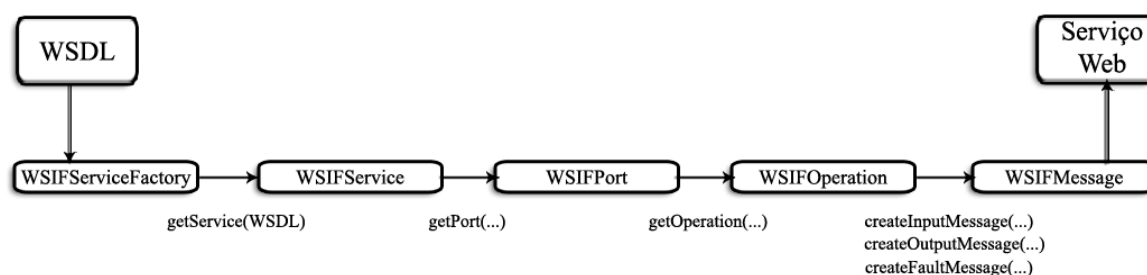 WSDL
Serviço
Web
WSIFServiceFactory
WSIFService
WSIFPort
WSIFOperation
WSIFMessage
getService(WSDL)
getPort(...)
getOperation(...)
createInputMessage(...)
createOutputMessage(...)
createFaultMessage(...)